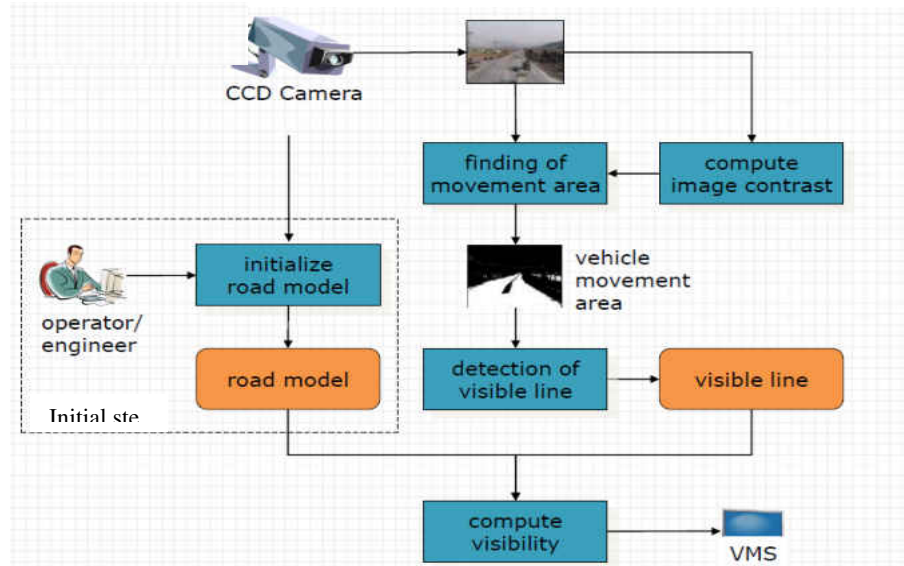 CCD Camera
finding of
movement area
compute
image contrast
initialize
road model
vehicle
movement
area
operator/
engineer
road model
detection of
visible line
visible line
Initial ste
compute
visibility
VMS